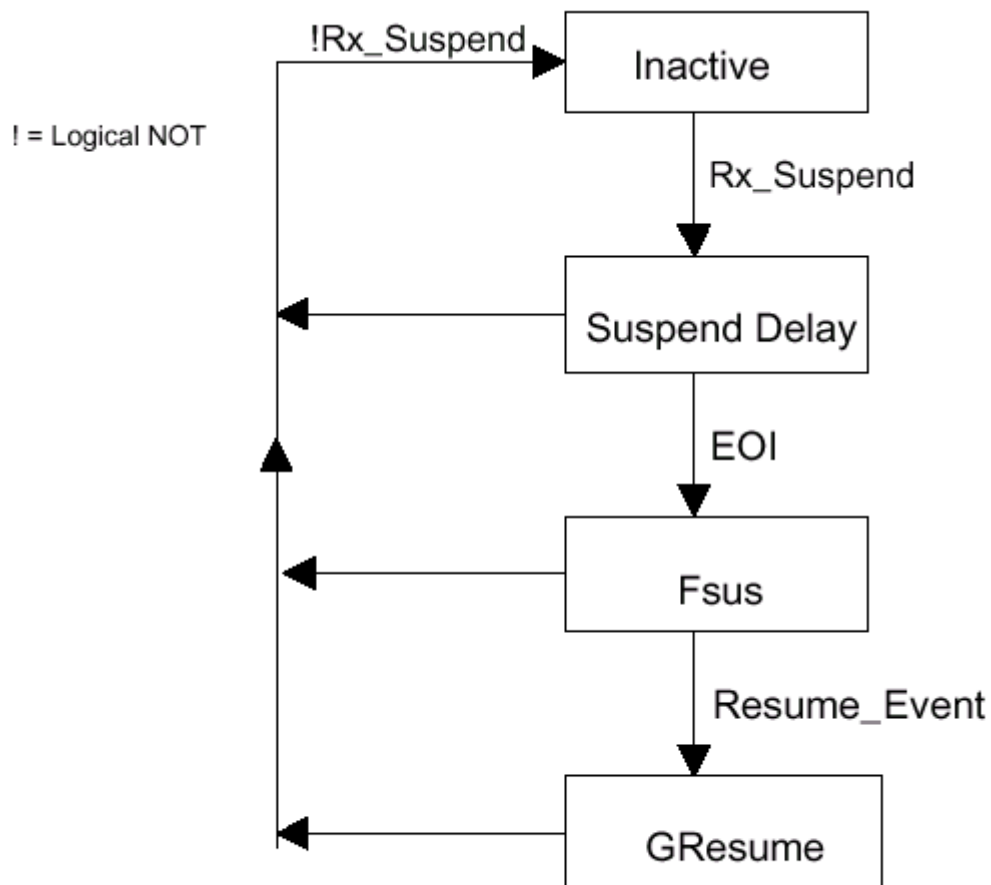 !Rx_Suspend
Inactive
! = Logical NOT
Rx_Suspend
Suspend Delay
EOI
Fsus
Resume_Event
GResume